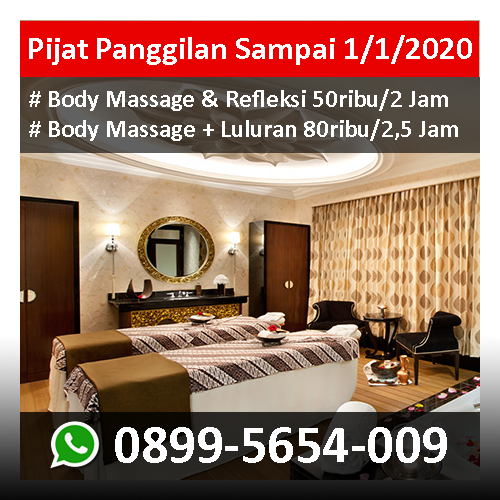 Pijat Panggilan Sampai 1/1/2020
# Body Massage & Refleksi 50ribu/2 Jam
# Body Massage + Luluran 80ribu/2,5 Jam
0899-5654-009